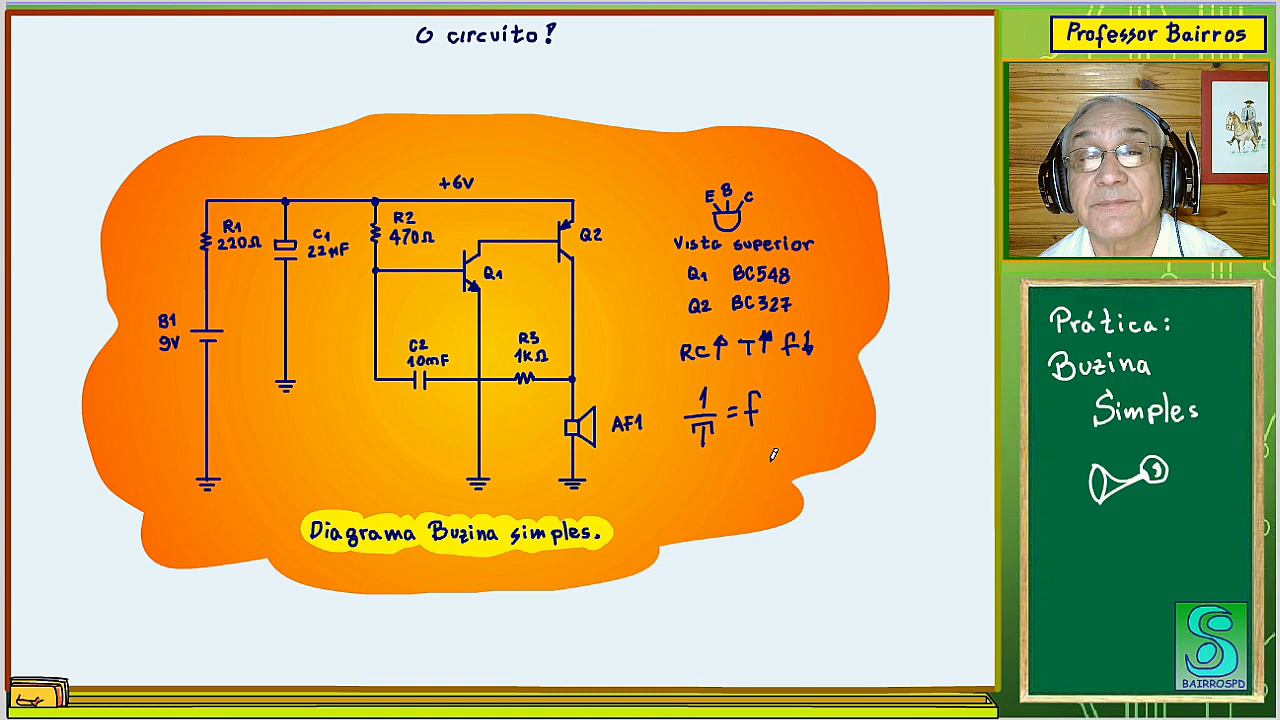 O circuito!
Professor Bairros
+6V
R1
220Ω
C1
22µF
R2
470Ω
Q1
Q2
B1
9V
C2
10mF
R3
1kΩ
AF1
E B C
Vista superior
Q1 BC548
Q2 BC327
RC↑ T↑ f↓
1/T = f
Diagrama Buzina simples.
Prática:
Buzina
Simples
BAIRROSPD